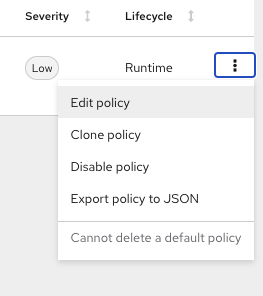 Severity Lifecycle
Low Runtime
Edit policy
Clone policy
Disable policy
Export policy to JSON
Cannot delete a default policy